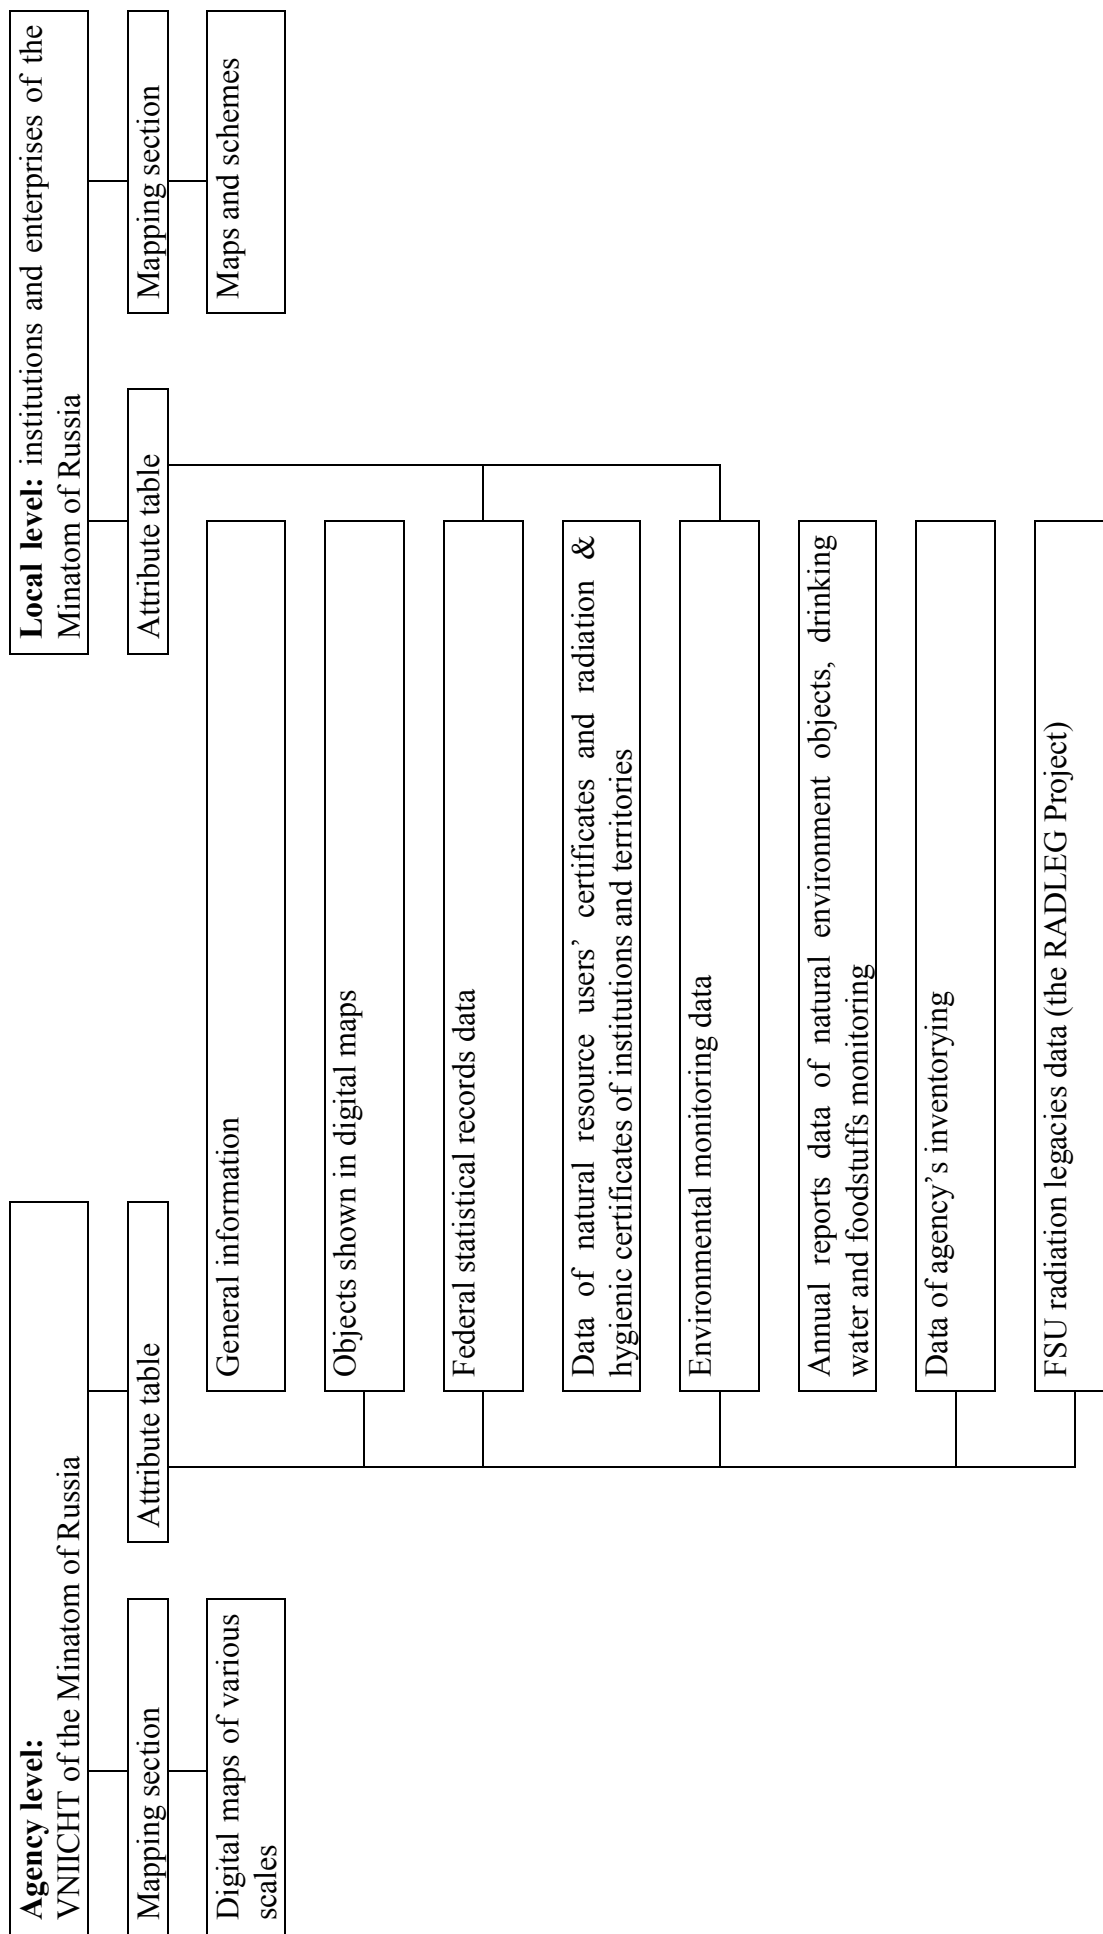 Agency level:
VNIICHT of the Minatom of Russia
Local level: institutions and enterprises of the
Minatom of Russia
Mapping section
Attribute table
Attribute table
Mapping section
Digital maps of various
scales
General information
Maps and schemes
Objects shown in digital maps
Federal statistical records data
Data of natural resource users’ certificates and radiation &
hygienic certificates of institutions and territories
Environmental monitoring data
Annual reports data of natural environment objects, drinking
water and foodstuffs monitoring
Data of agency’s inventorying
FSU radiation legacies data (the RADLEG Project)